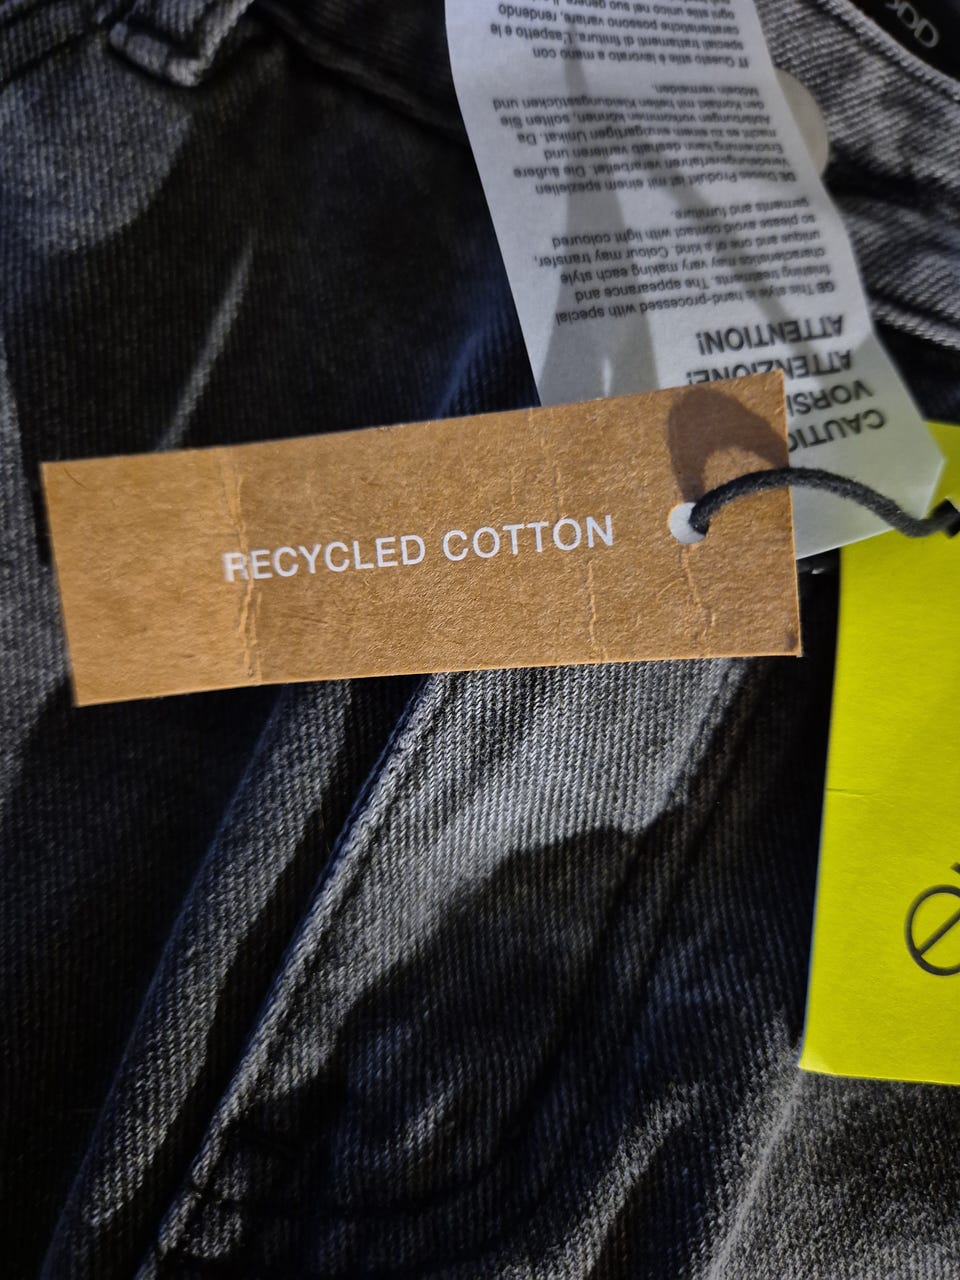 RECYCLED COTTON
CAUTIO
VORSI
ATTENZIONE!
ATTENTION!
GB This style is hand-processed with special
finishing treatments. The appearance and
characteristics may vary making each style
unique and one of a kind. Colour may transfer,
so please avoid contact with light coloured
garments and furniture.
DE Dieses Produkt ist mit einem speziellen
Veredlungsverfahren verarbeitet. Die äußere
Erscheinung kann deshalb variieren und
macht es zu einem einzigartigen Unikat. Da
Abfärbungen vorkommen können, sollten Sie
den Kontakt mit hellen Kleidungsstücken und
Möbeln vermeiden.
IT Questo stile è lavorato a mano con
speciali trattamenti di finitura. L'aspetto e le
caratteristiche possono variare, rendendo
ogni stile unico nel suo